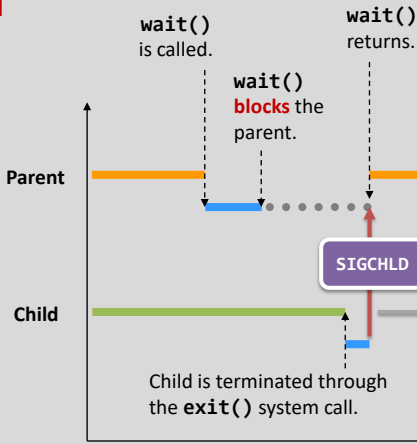 wait()
is called.
wait()
returns.
wait()
blocks the
parent.
Parent
SIGCHLD
Child
Child is terminated through
the exit() system call.